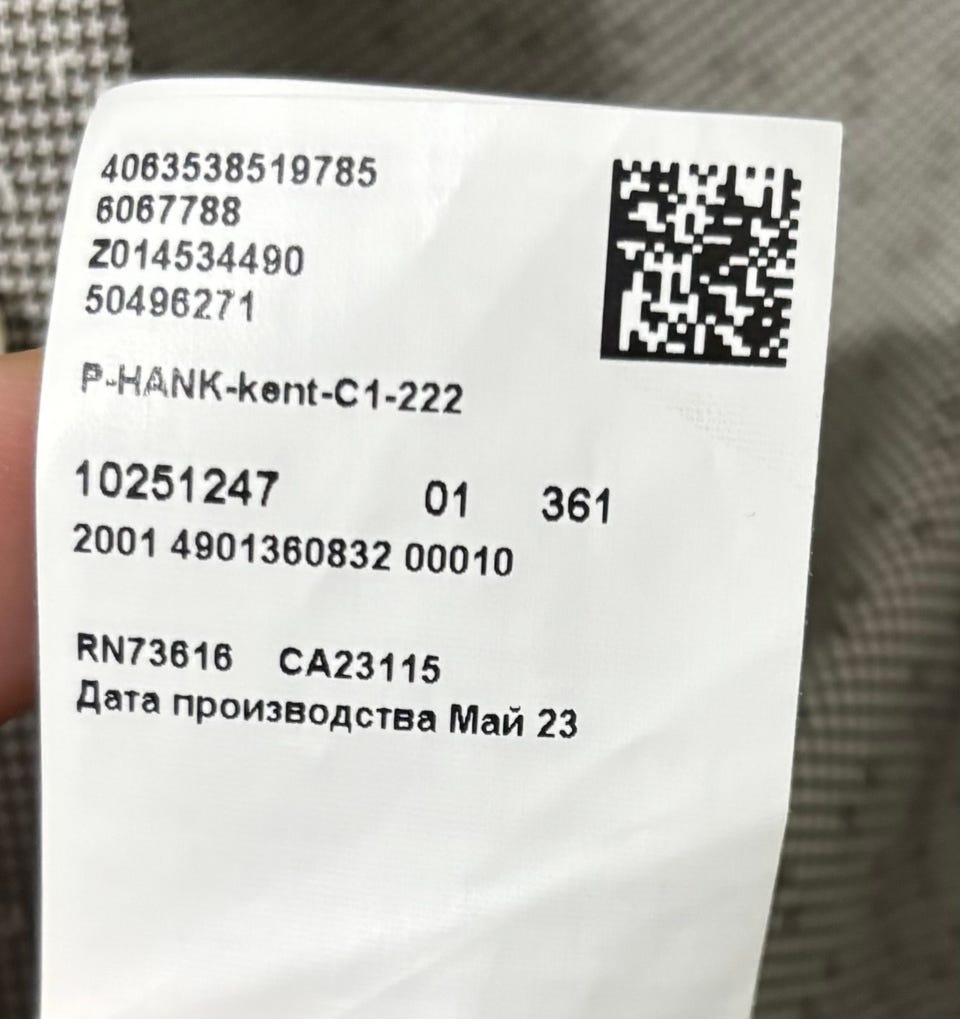 4063538519785
6067788
Z014534490
50496271
P-HANK-kent-C1-222
10251247 01 361
2001 4901360832 00010
RN73616 CA23115
Дата производства Май 23